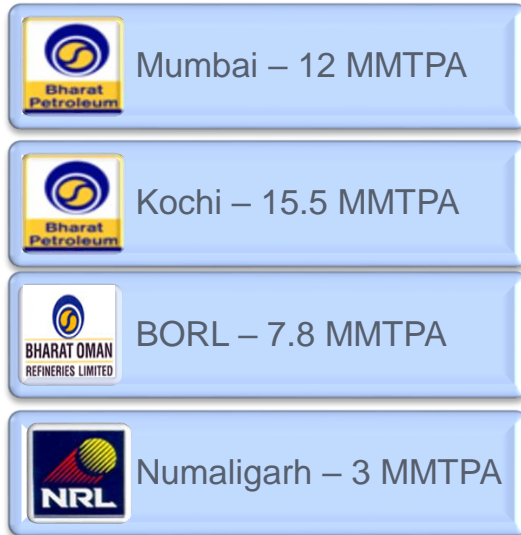 Bharat
Petroleum
Mumbai – 12 MMTPA
Bharat
Petroleum
Kochi – 15.5 MMTPA
BHARAT OMAN
REFINERIES LIMITED
BORL – 7.8 MMTPA
NRL
Numaligarh – 3 MMTPA